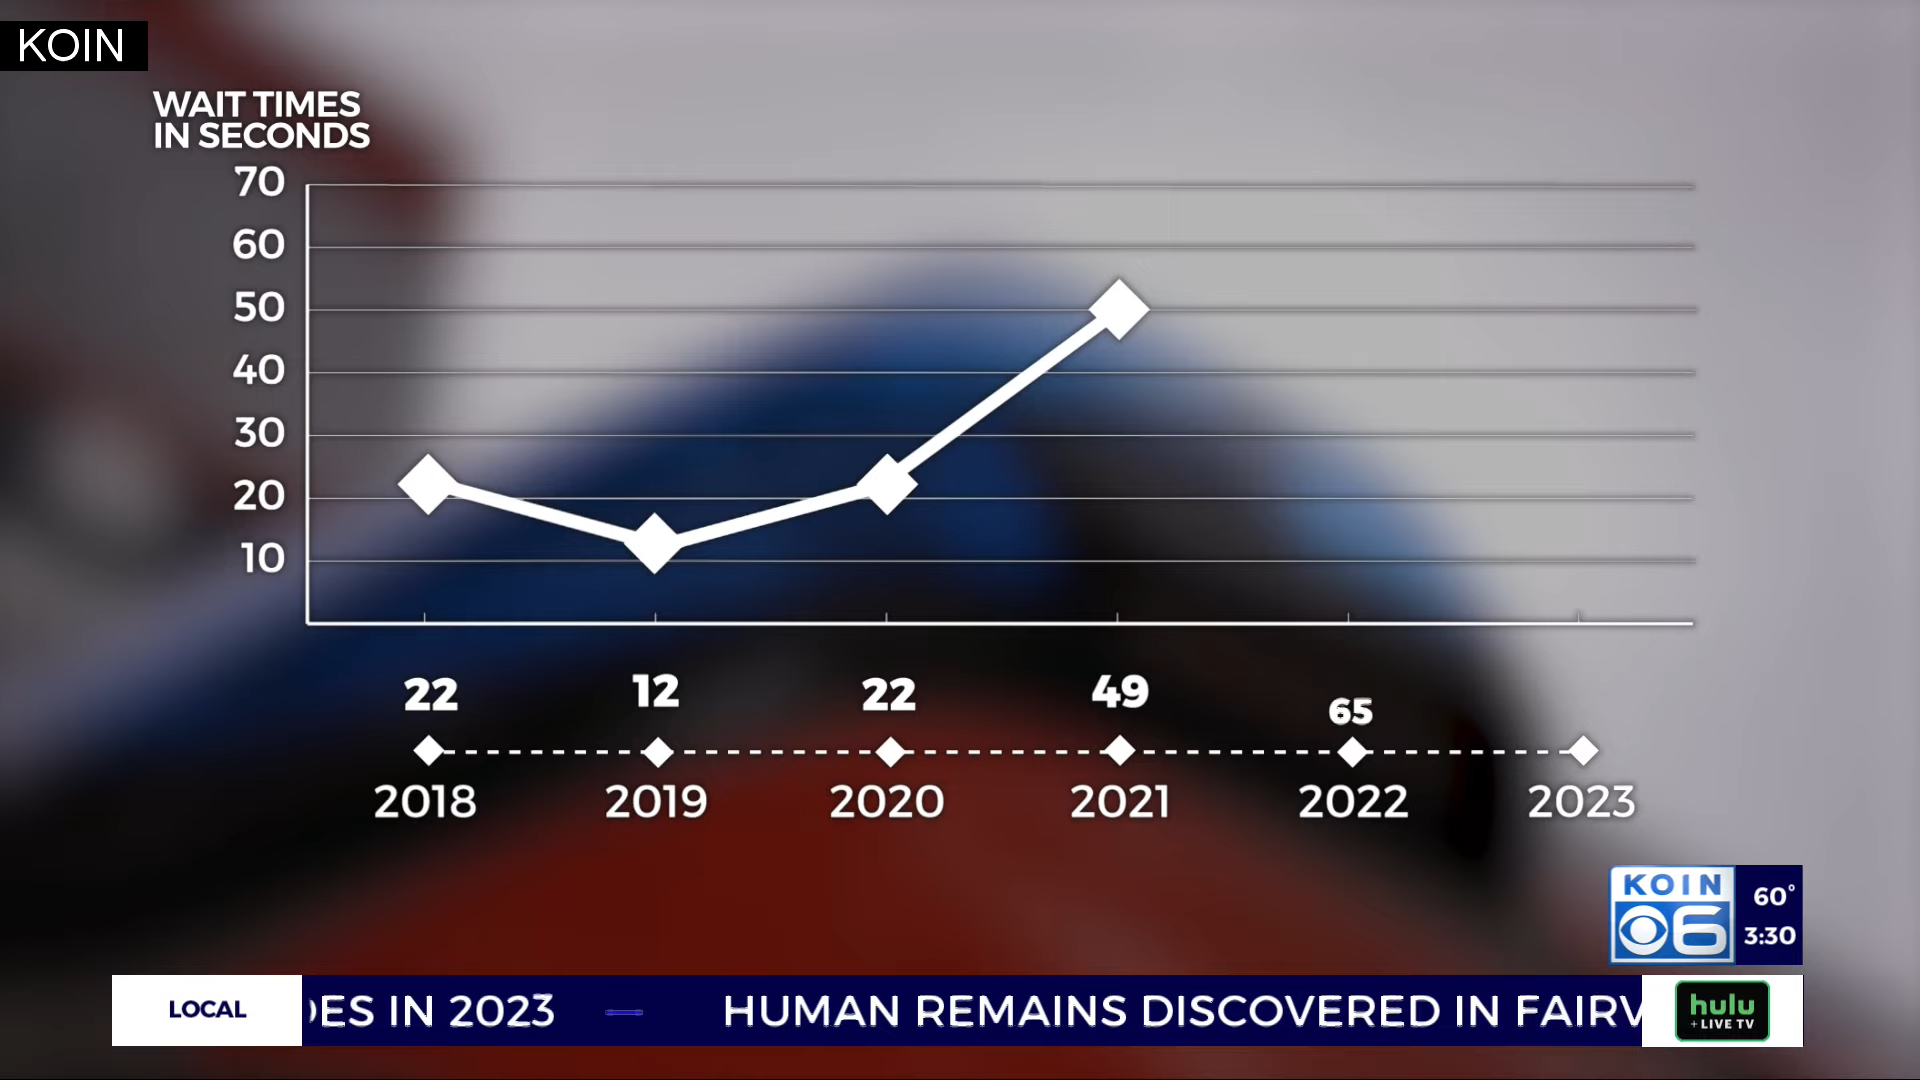 KOIN
WAIT TIMES
IN SECONDS
70
60
50
40
30
20
10
22 12 22 49 65
2018 2019 2020 2021 2022 2023
KOIN
6
60°
3:30
LOCAL
DES IN 2023 — HUMAN REMAINS DISCOVERED IN FAIRV
hulu
+ LIVE TV